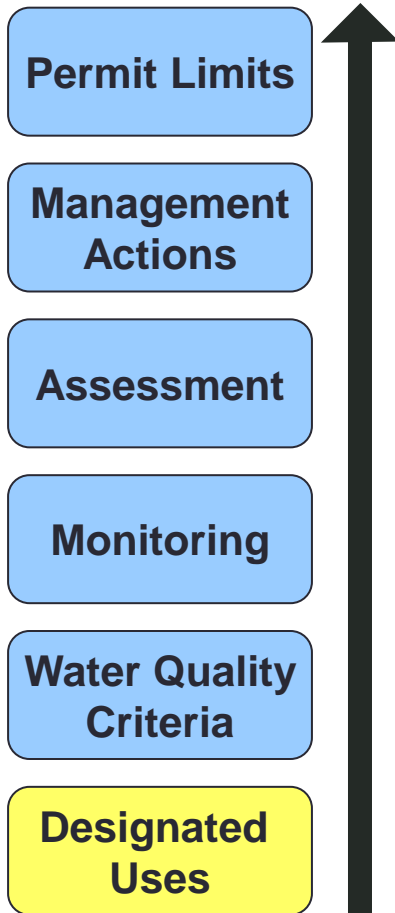 Permit Limits
Management
Actions
Assessment
Monitoring
Water Quality
Criteria
Designated
Uses